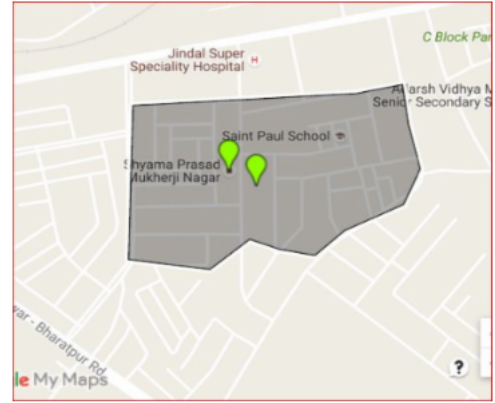 C Block Par
Jindal Super
Speciality Hospital
H
Adarsh Vidhya M
Senior Secondary S
Saint Paul School
Shyama Prasad
Mukherji Nagar
war - Bharatpur Rd
le My Maps
?